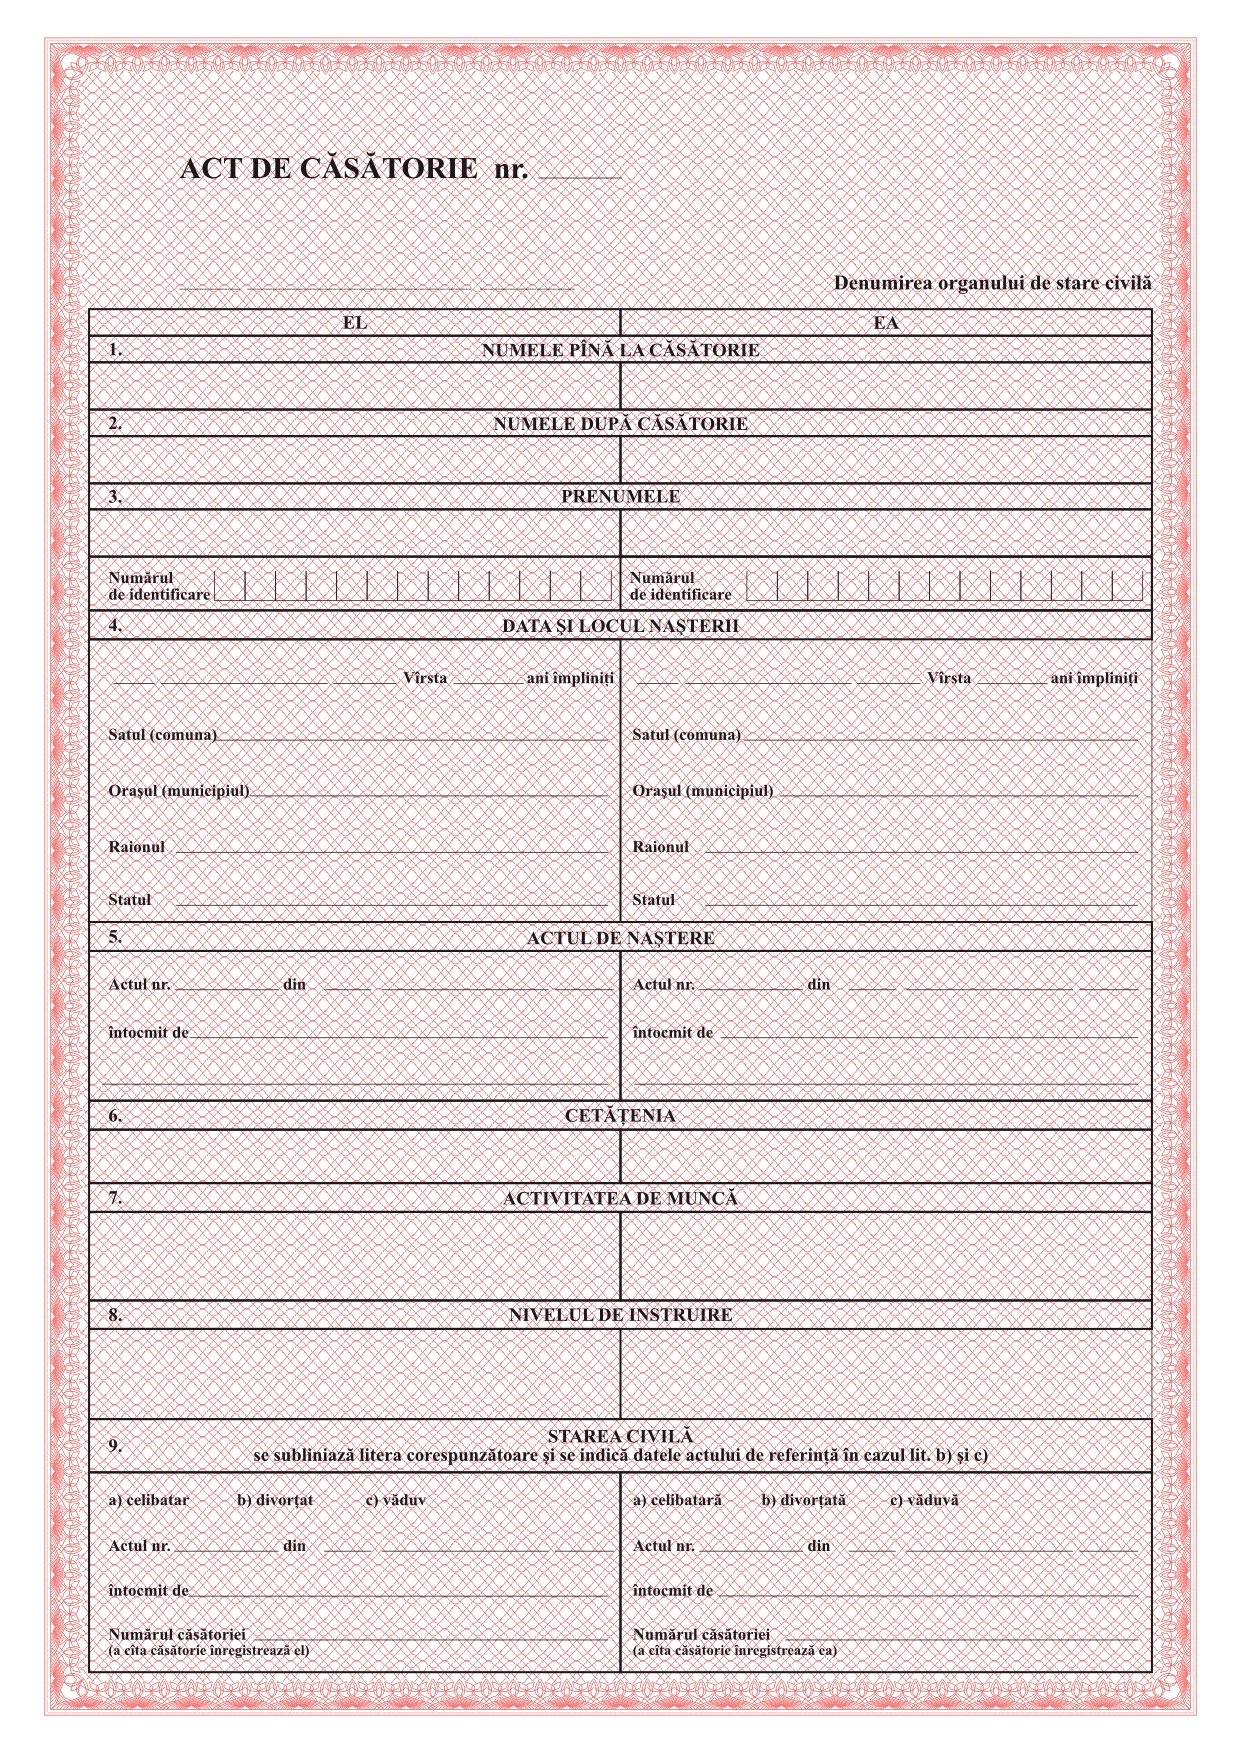 ACT DE CĂSĂTORIE nr.
Denumirea organului de stare civilă
EL EA
1. NUMELE PÎNĂ LA CĂSĂTORIE
2. NUMELE DUPĂ CĂSĂTORIE
3. PRENUMELE
Numărul Numărul
de identificare de identificare
4. DATA ŞI LOCUL NAŞTERII
Vîrsta ani împliniţi Vîrsta ani împliniţi
Satul (comuna) Satul (comuna)
Oraşul (municipiul) Oraşul (municipiul)
Raionul Raionul
Statul Statul
5. ACTUL DE NAŞTERE
Actul nr. din Actul nr. din
întocmit de întocmit de
6. CETĂŢENIA
7. ACTIVITATEA DE MUNCĂ
8. NIVELUL DE INSTRUIRE
9. STAREA CIVILĂ
se subliniază litera corespunzătoare şi se indică datele actului de referinţă în cazul lit. b) şi c)
a) celibatar b) divorţat c) văduv a) celibatară b) divorţată c) văduvă
Actul nr. din Actul nr. din
întocmit de întocmit de
Numărul căsătoriei Numărul căsătoriei
(a cîta căsătorie înregistrează el) (a cîta căsătorie înregistrează ea)